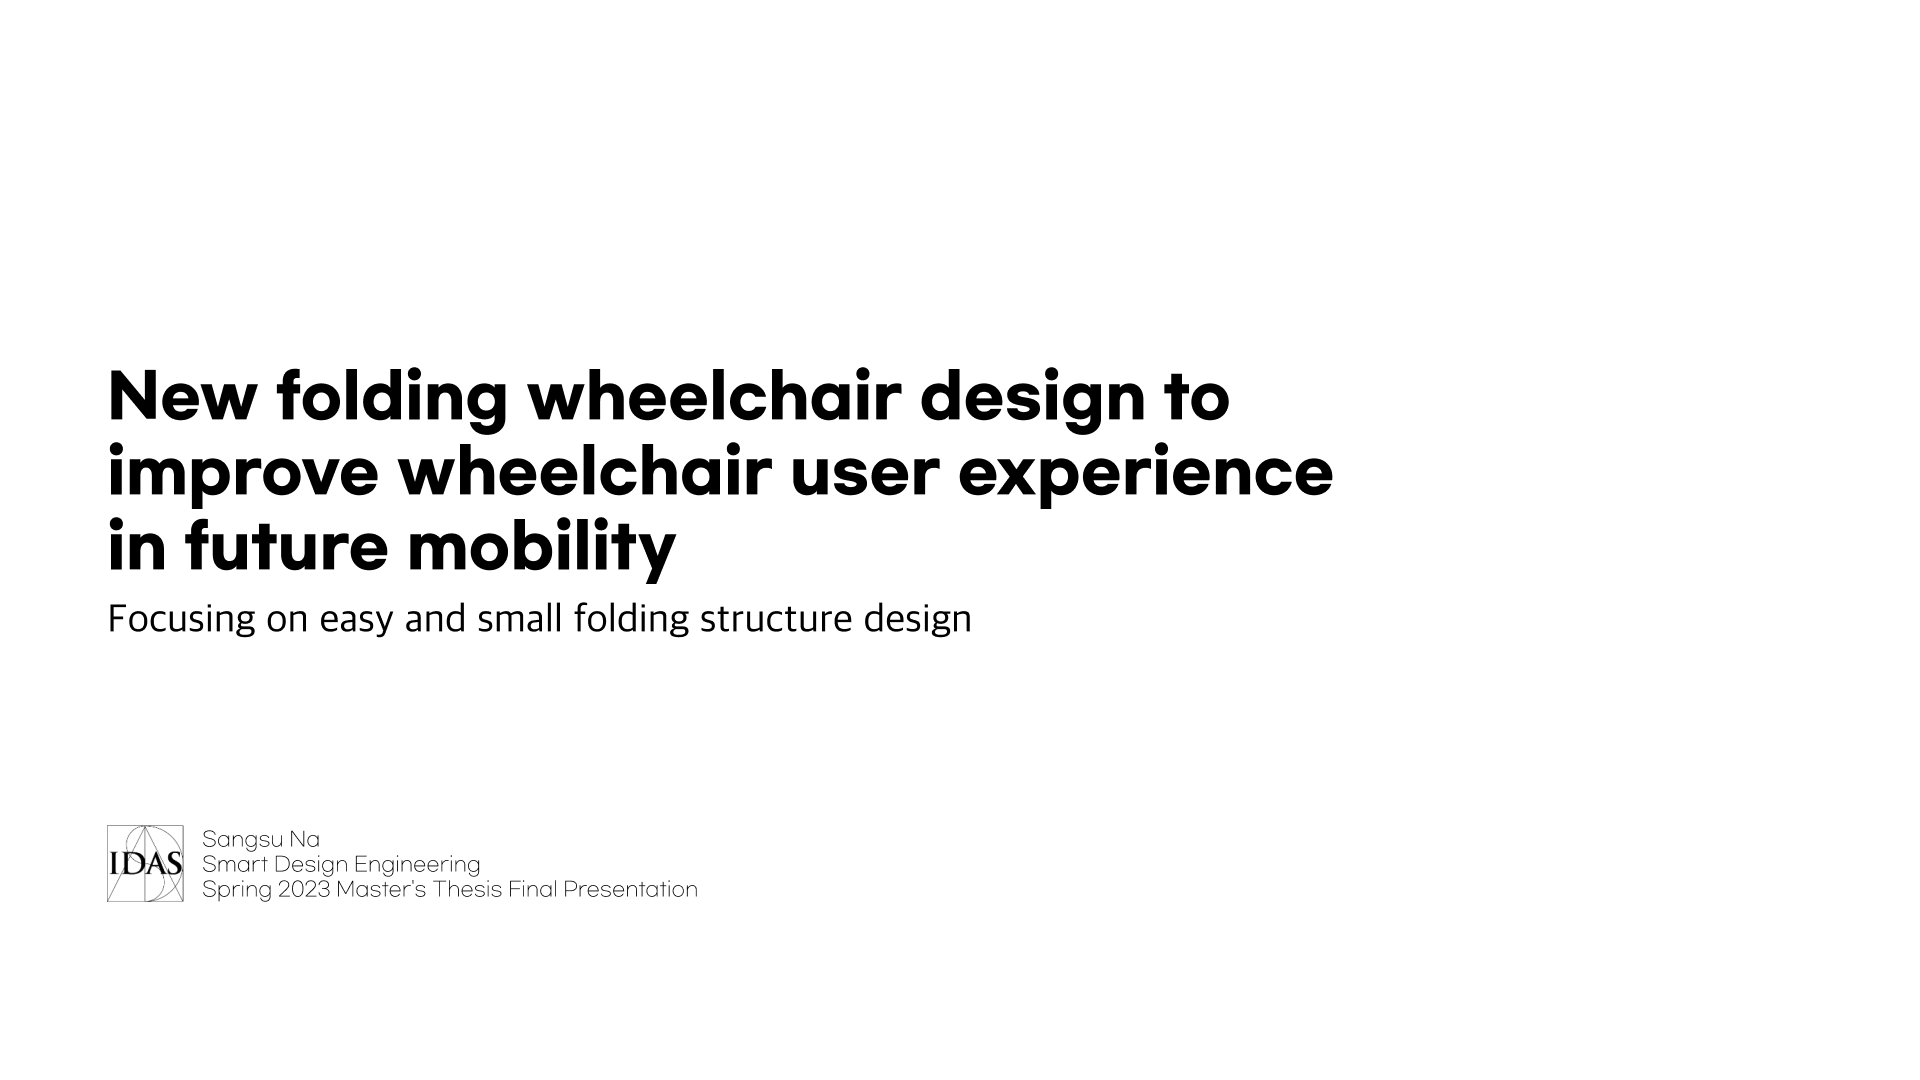 New folding wheelchair design to
improve wheelchair user experience
in future mobility
Focusing on easy and small folding structure design
IDAS
Sangsu Na
Smart Design Engineering
Spring 2023 Master's Thesis Final Presentation